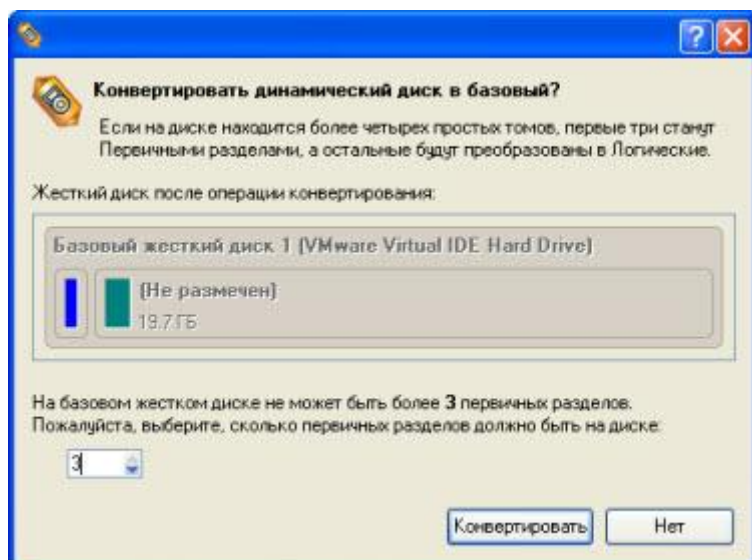 Конвертировать динамический диск в базовый?
Если на диске находится более четырех простых томов, первые три станут
Первичными разделами, а остальные будут преобразованы в Логические.
Жесткий диск после операции конвертирования:
Базовый жесткий диск 1 (VMware Virtual IDE Hard Drive)
(Не размечен)
19.7 ГБ
На базовом жестком диске не может быть более 3 первичных разделов.
Пожалуйста, выберите, сколько первичных разделов должно быть на диске:
3
Конвертировать
Нет